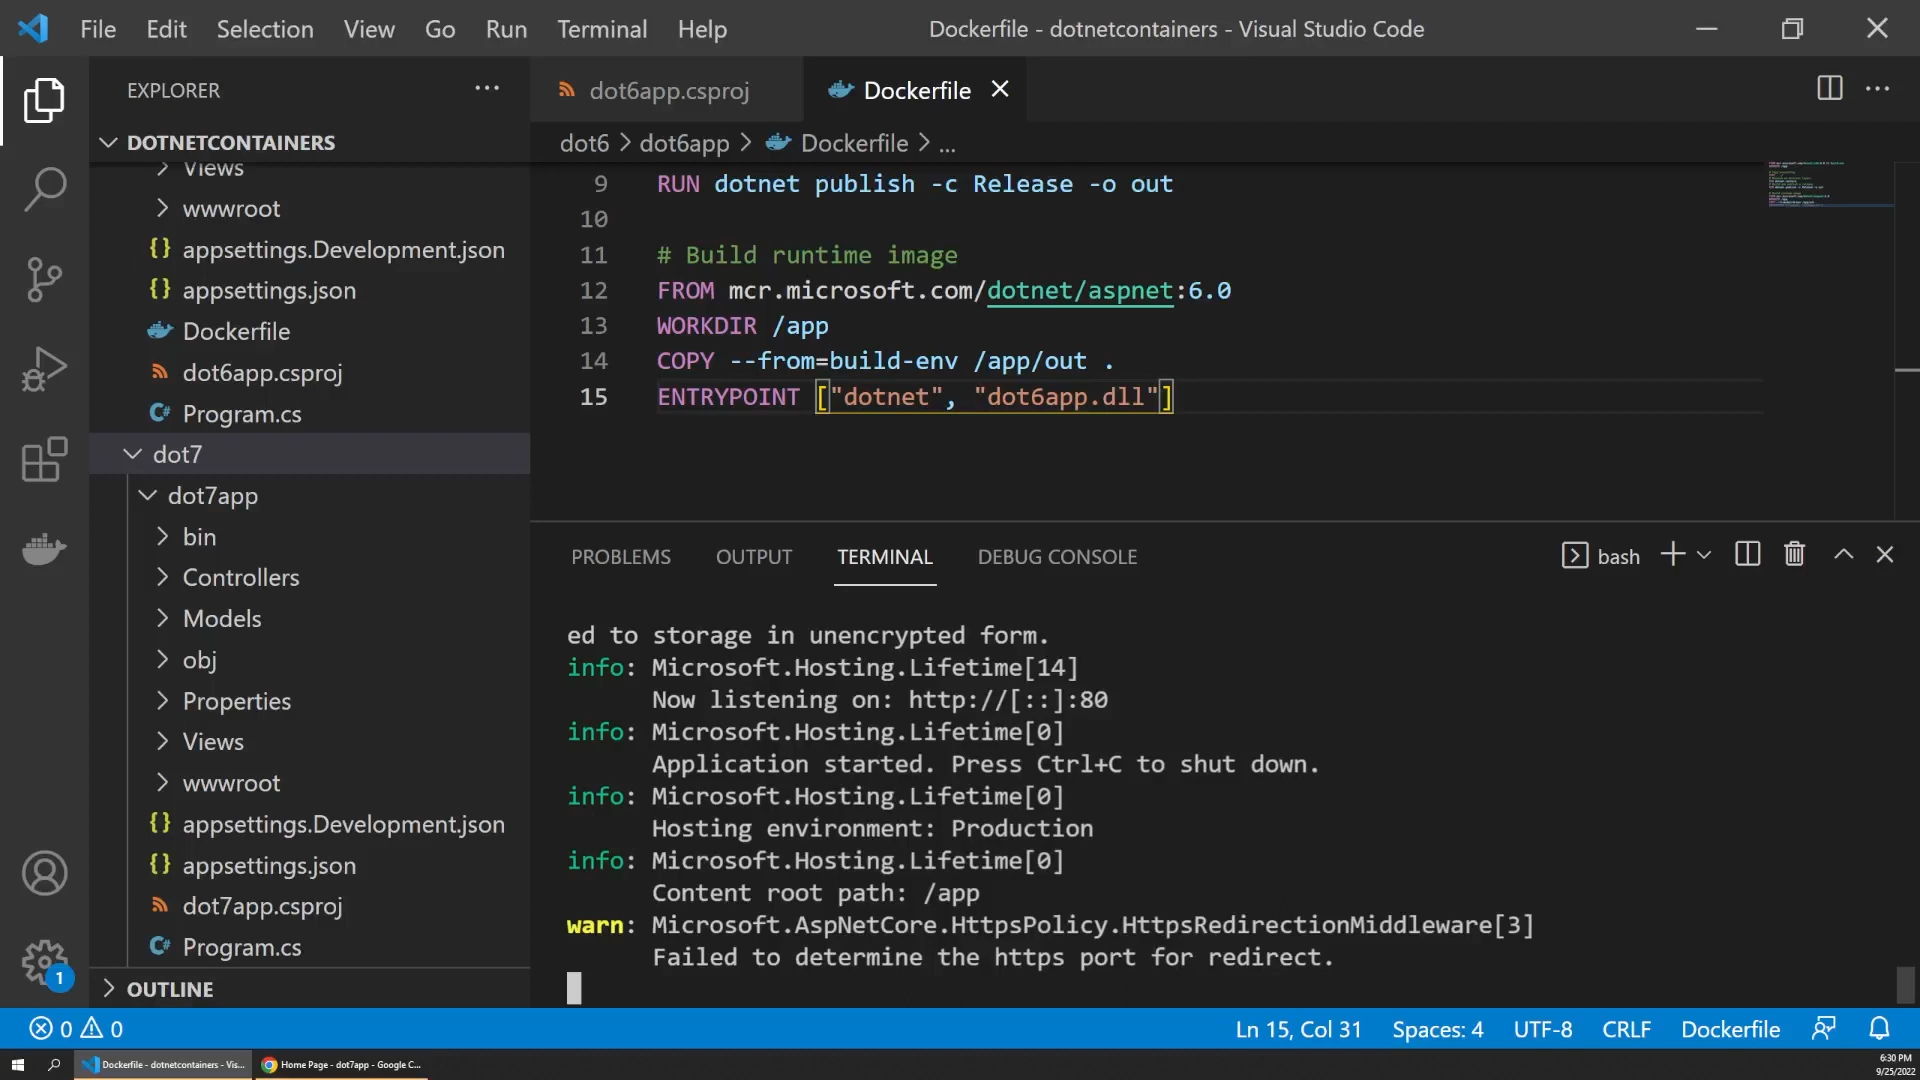 File Edit Selection View Go Run Terminal Help
Dockerfile - dotnetcontainers - Visual Studio Code
EXPLORER
DOTNETCONTAINERS
Views
wwwroot
appsettings.Development.json
appsettings.json
Dockerfile
dot6app.csproj
Program.cs
dot7
dot7app
bin
Controllers
Models
obj
Properties
Views
wwwroot
appsettings.Development.json
appsettings.json
dot7app.csproj
Program.cs
OUTLINE
dot6app.csproj Dockerfile
dot6 > dot6app > Dockerfile > ...
9 RUN dotnet publish -c Release -o out
10
11 # Build runtime image
12 FROM mcr.microsoft.com/dotnet/aspnet:6.0
13 WORKDIR /app
14 COPY --from=build-env /app/out .
15 ENTRYPOINT ["dotnet", "dot6app.dll"]
PROBLEMS OUTPUT TERMINAL DEBUG CONSOLE
bash
ed to storage in unencrypted form.
info: Microsoft.Hosting.Lifetime[14]
Now listening on: http://[::]:80
info: Microsoft.Hosting.Lifetime[0]
Application started. Press Ctrl+C to shut down.
info: Microsoft.Hosting.Lifetime[0]
Hosting environment: Production
info: Microsoft.Hosting.Lifetime[0]
Content root path: /app
warn: Microsoft.AspNetCore.HttpsPolicy.HttpsRedirectionMiddleware[3]
Failed to determine the https port for redirect.
1
0 0
Ln 15, Col 31 Spaces: 4 UTF-8 CRLF Dockerfile
Dockerfile - dotnetcontainers - Vis...
Home Page - dot7app - Google C...
6:30 PM
9/25/2022